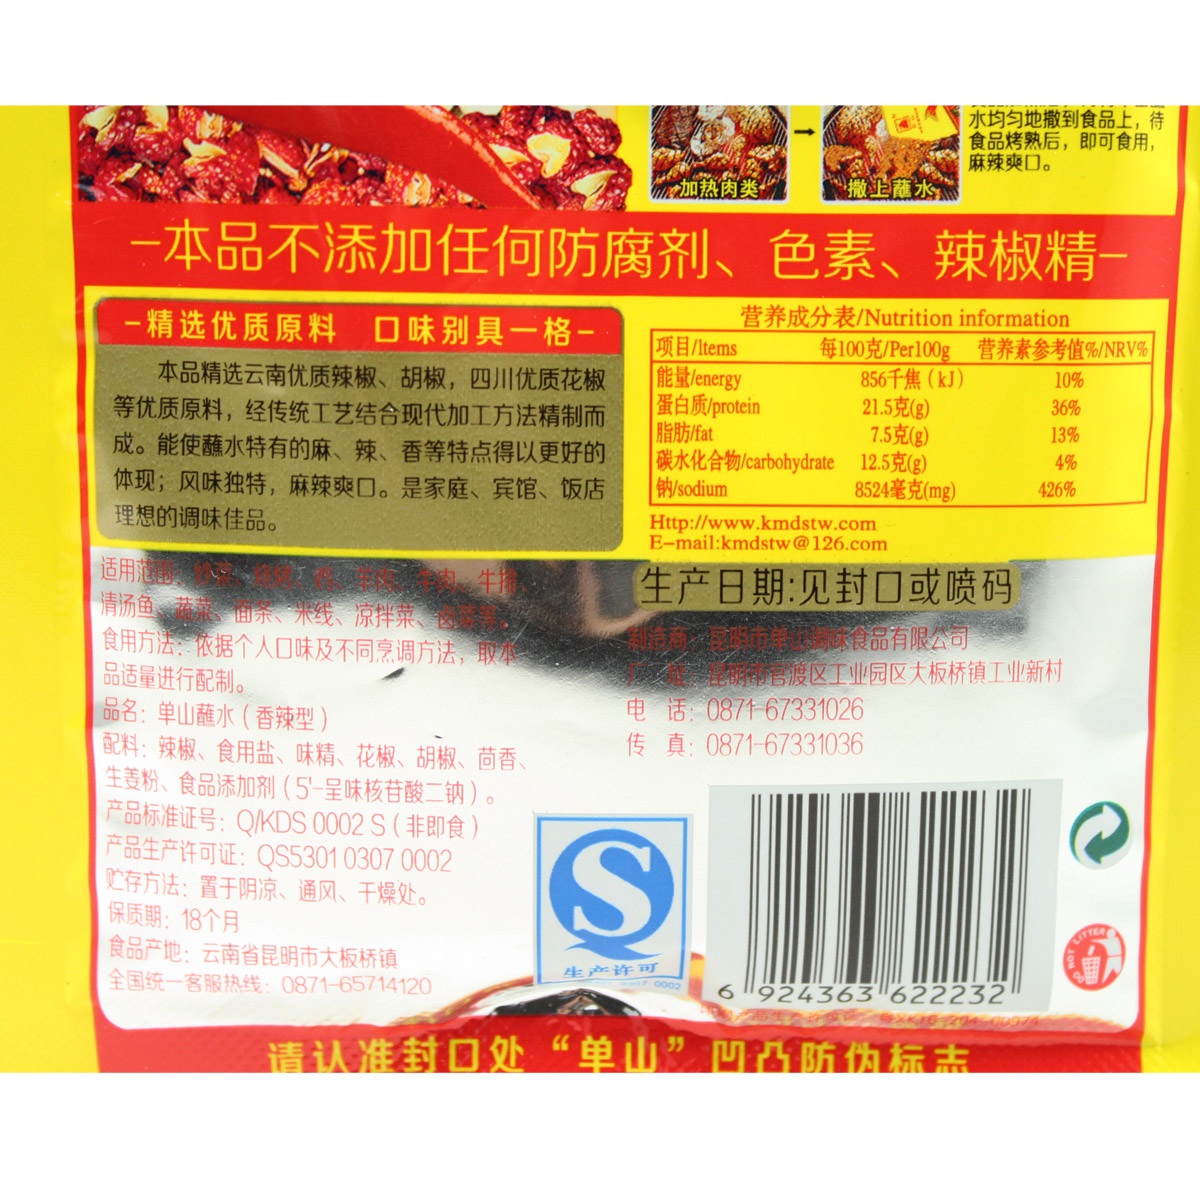 水均匀地撒到食品上，待
食品烤熟后，即可食用，
麻辣爽口。
加热肉类
撒上蘸水
-本品不添加任何防腐剂、色素、辣椒精-
-精选优质原料 口味别具一格-
本品精选云南优质辣椒、胡椒，四川优质花椒
等优质原料，经传统工艺结合现代加工方法精制而
成。能使蘸水特有的麻、辣、香等特点得以更好的
体现；风味独特，麻辣爽口。是家庭、宾馆、饭店
理想的调味佳品。
营养成分表/Nutrition information
项目/Items 每100克/Per100g 营养素参考值%/NRV%
能量/energy 856千焦（kJ） 10%
蛋白质/protein 21.5克(g) 36%
脂肪/fat 7.5克(g) 13%
碳水化合物/carbohydrate 12.5克(g) 4%
钠/sodium 8524毫克(mg) 426%
Http://www.kmdstw.com
E-mail:kmdstw@126.com
适用范围：炒菜、烧烤、鸡、羊肉、牛肉、牛排、
清汤鱼、蔬菜、面条、米线、凉拌菜、卤菜等。
食用方法：依据个人口味及不同烹调方法，取本
品适量进行配制。
品名：单山蘸水（香辣型）
配料：辣椒、食用盐、味精、花椒、胡椒、茴香、
生姜粉、食品添加剂（5'-呈味核苷酸二钠）。
产品标准证号：Q/KDS 0002 S（非即食）
产品生产许可证：QS5301 0307 0002
贮存方法：置于阴凉、通风、干燥处。
保质期：18个月
食品产地：云南省昆明市大板桥镇
全国统一客服热线：0871-65714120
生产日期:见封口或喷码
制造商：昆明市单山调味食品有限公司
厂 址：昆明市官渡区工业园区大板桥镇工业新村
电 话：0871-67331026
传 真：0871-67331036
生产许可
0307 0002
6 924363 622232
DO NOT LITTER
请认准封口处“单山”凹凸防伪标志